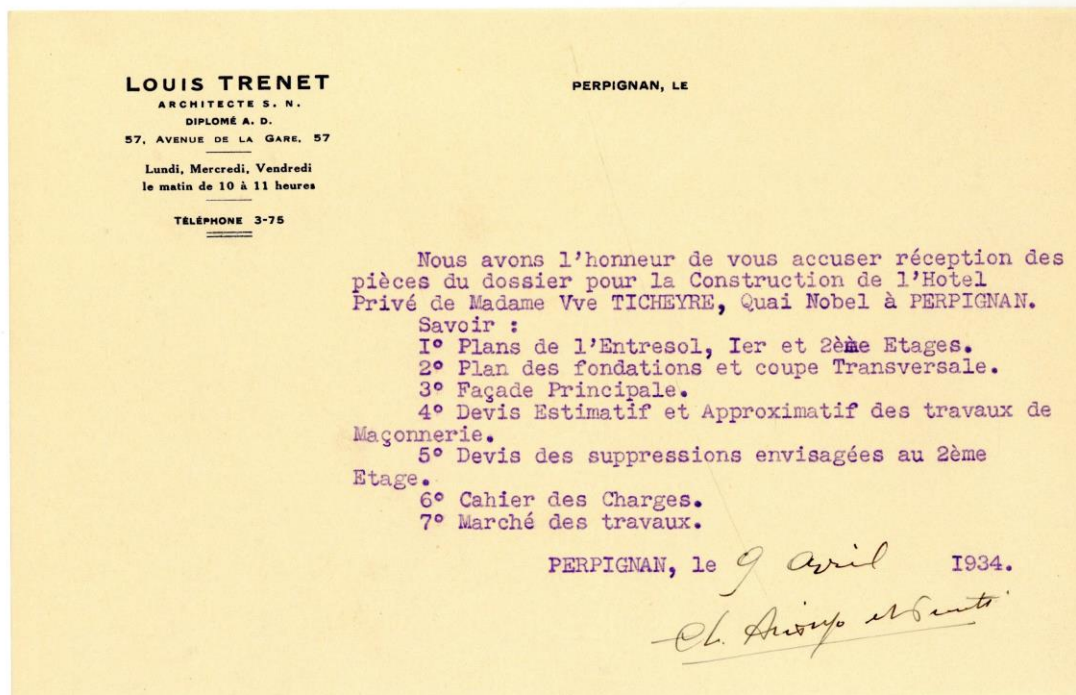 LOUIS TRENET
ARCHITECTE S. N.
DIPLOMÉ A. D.
57, AVENUE DE LA GARE, 57
Lundi, Mercredi, Vendredi
le matin de 10 à 11 heures
TÉLÉPHONE 3-75
PERPIGNAN, LE
Nous avons l'honneur de vous accuser réception des
pièces du dossier pour la Construction de l'Hotel
Privé de Madame Vve TICHEYRE, Quai Nobel à PERPIGNAN.
Savoir :
I° Plans de l'Entresol, Ier et 2ème Etages.
2° Plan des fondations et coupe Transversale.
3° Façade Principale.
4° Devis Estimatif et Approximatif des travaux de
Maçonnerie.
5° Devis des suppressions envisagées au 2ème
Etage.
6° Cahier des Charges.
7° Marché des travaux.
PERPIGNAN, le 9 avril I934.
et